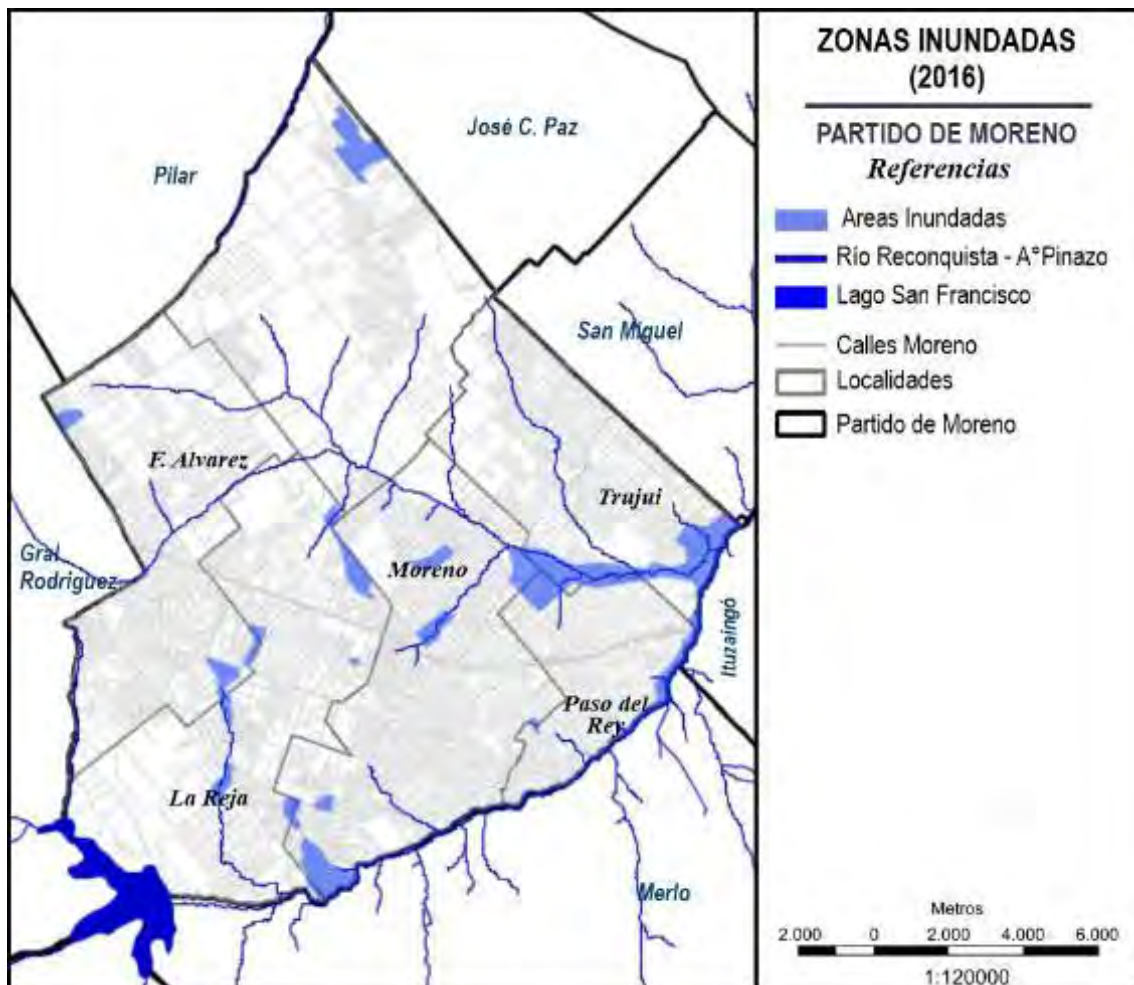 ZONAS INUNDADAS
(2016)
PARTIDO DE MORENO
Referencias
Areas Inundadas
Río Reconquista - A°Pinazo
Lago San Francisco
Calles Moreno
Localidades
Partido de Moreno
José C. Paz
Pilar
San Miguel
F. Alvarez
Trujui
Gral
Rodriguez
Moreno
Ituzaingó
Paso del
Rey
La Reja
Merlo
Metros
2.000 0 2.000 4.000 6.000
1:120000